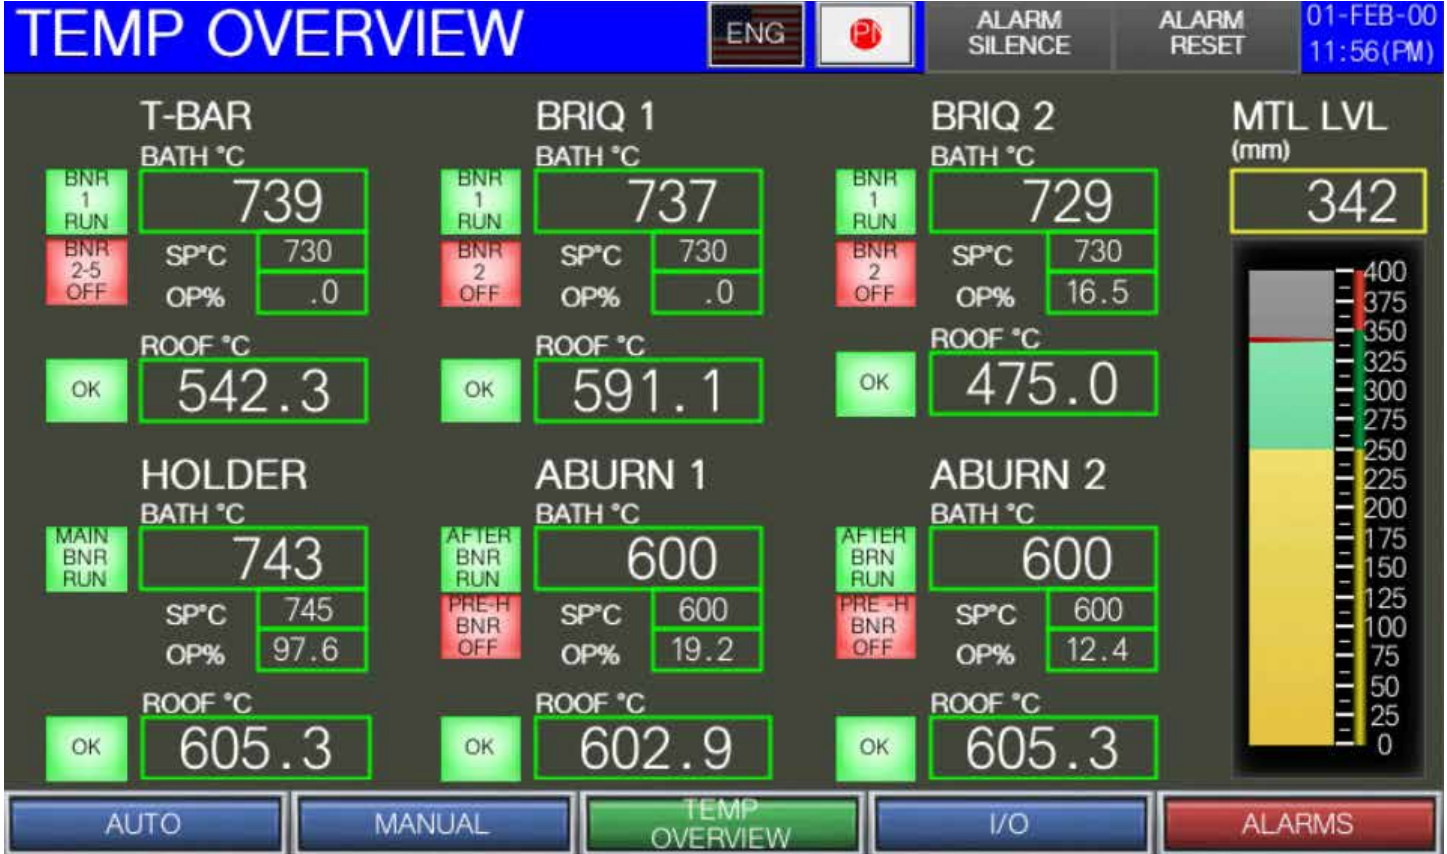 TEMP OVERVIEW
ENG
PN
ALARM
SILENCE
ALARM
RESET
01-FEB-00
11:56(PM)
T-BAR
BATH °C
BNR
1
RUN
739
BNR
2-5
OFF
SP°C
730
OP%
.0
ROOF °C
OK
542.3
BRIQ 1
BATH °C
BNR
1
RUN
737
BNR
2
OFF
SP°C
730
OP%
.0
ROOF °C
OK
591.1
BRIQ 2
BATH °C
BNR
1
RUN
729
BNR
2
OFF
SP°C
730
OP%
16.5
ROOF °C
OK
475.0
MTL LVL
(mm)
342
400
375
350
325
300
275
250
225
200
175
150
125
100
75
50
25
0
HOLDER
BATH °C
MAIN
BNR
RUN
743
SP°C
745
OP%
97.6
ROOF °C
OK
605.3
ABURN 1
BATH °C
AFTER
BNR
RUN
600
PRE-H
BNR
OFF
SP°C
600
OP%
19.2
ROOF °C
OK
602.9
ABURN 2
BATH °C
AFTER
BRN
RUN
600
PRE -H
BNR
OFF
SP°C
600
OP%
12.4
ROOF °C
OK
605.3
AUTO
MANUAL
TEMP
OVERVIEW
I/O
ALARMS